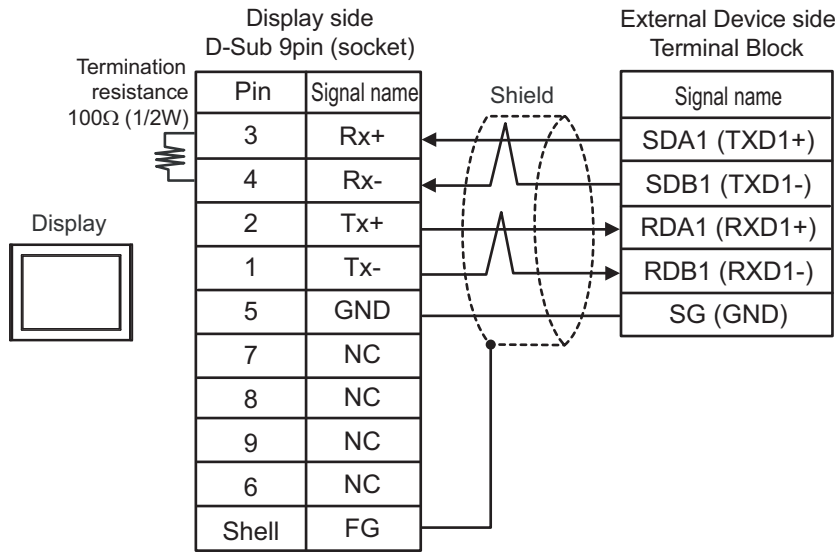 Display side
D-Sub 9pin (socket)
External Device side
Terminal Block
Termination
resistance
100Ω (1/2W)
Pin Signal name
Shield
Signal name
3 Rx+
SDA1 (TXD1+)
4 Rx-
SDB1 (TXD1-)
Display
2 Tx+
RDA1 (RXD1+)
1 Tx-
RDB1 (RXD1-)
5 GND
SG (GND)
7 NC
8 NC
9 NC
6 NC
Shell FG